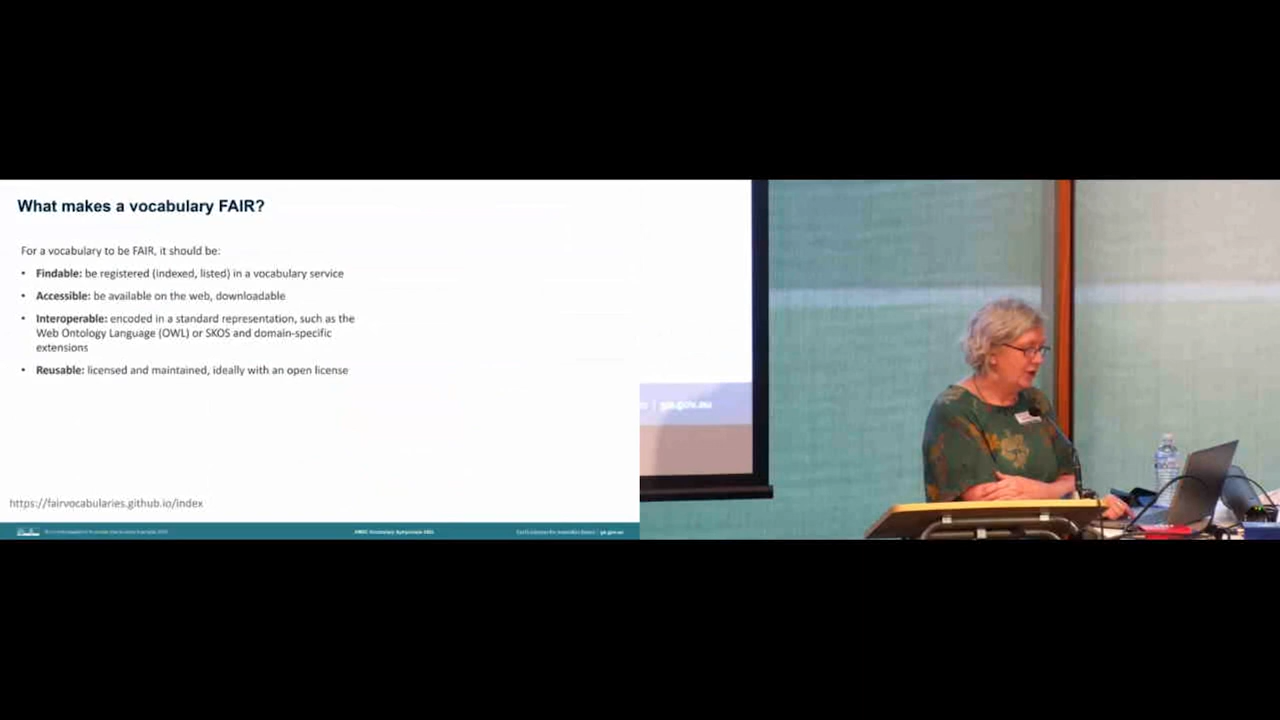 What makes a vocabulary FAIR?
For a vocabulary to be FAIR, it should be:
• Findable: be registered (indexed, listed) in a vocabulary service
• Accessible: be available on the web, downloadable
• Interoperable: encoded in a standard representation, such as the
Web Ontology Language (OWL) or SKOS and domain-specific
extensions
• Reusable: licensed and maintained, ideally with an open license
https://fairvocabularies.github.io/index
ga.gov.au
| ga.gov.au